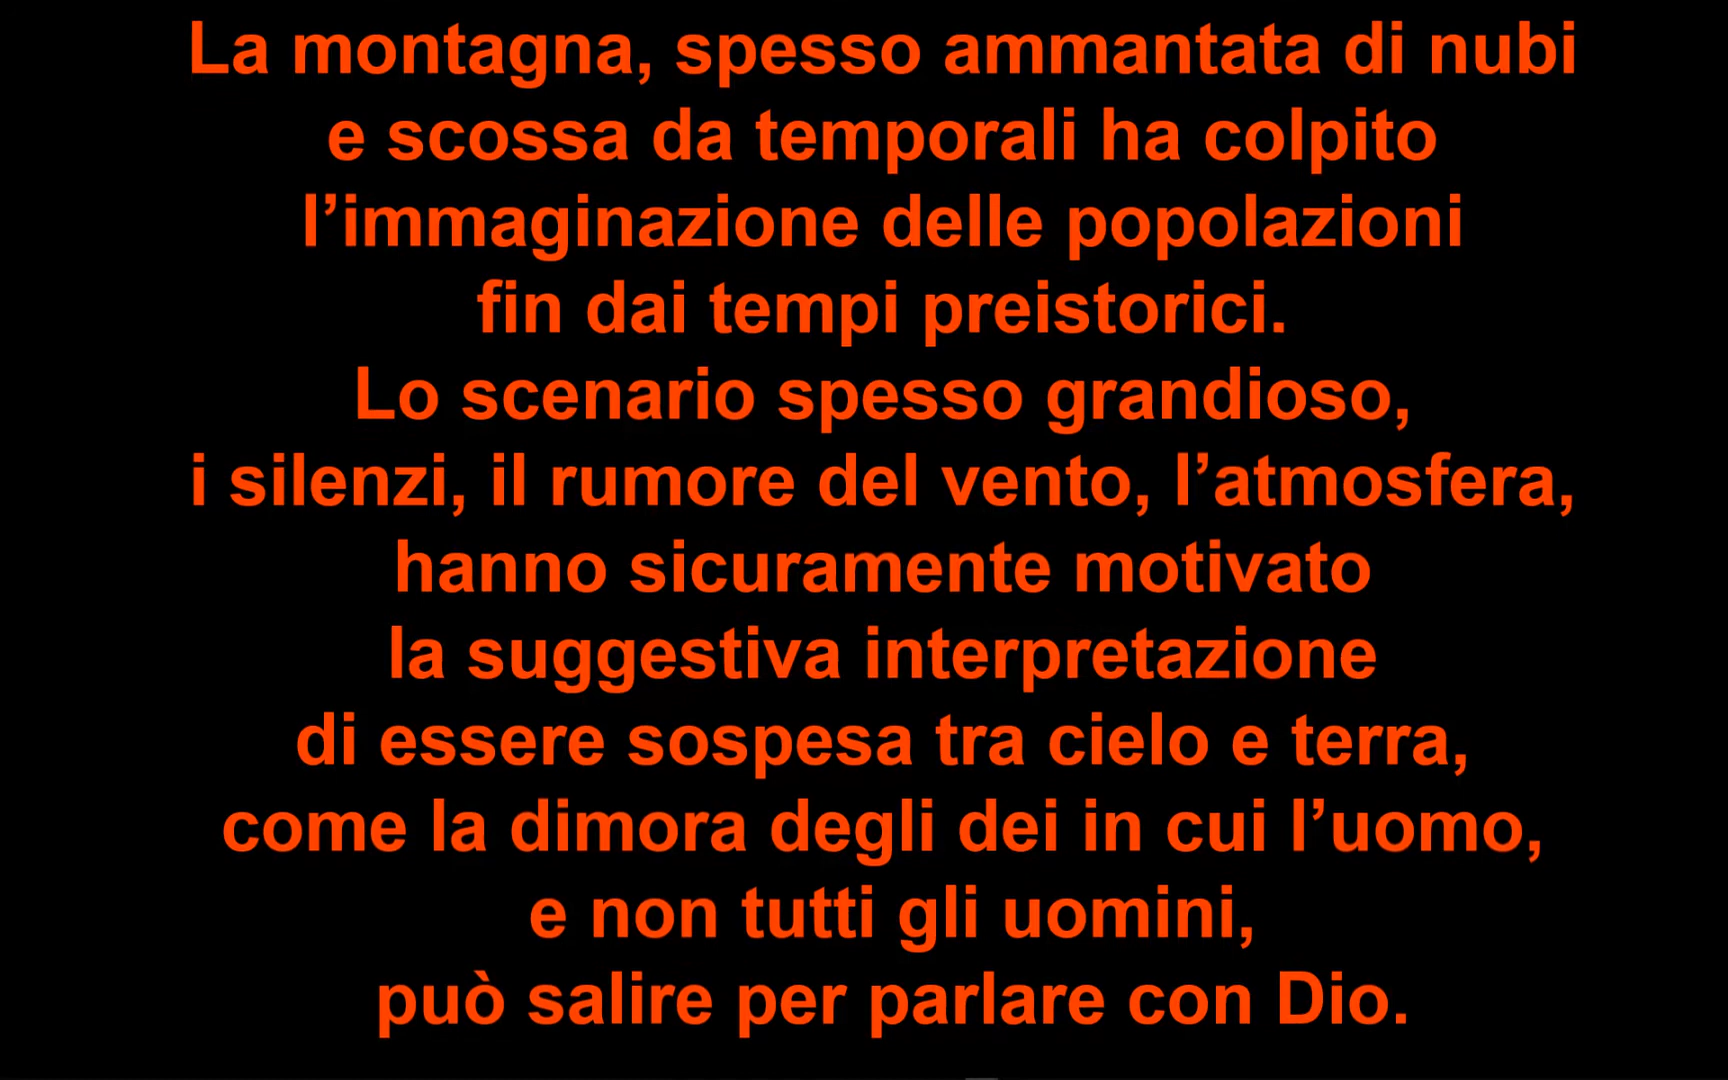 La montagna, spesso ammantata di nubi
e scossa da temporali ha colpito
l’immaginazione delle popolazioni
fin dai tempi preistorici.
Lo scenario spesso grandioso,
i silenzi, il rumore del vento, l’atmosfera,
hanno sicuramente motivato
la suggestiva interpretazione
di essere sospesa tra cielo e terra,
come la dimora degli dei in cui l’uomo,
e non tutti gli uomini,
può salire per parlare con Dio.